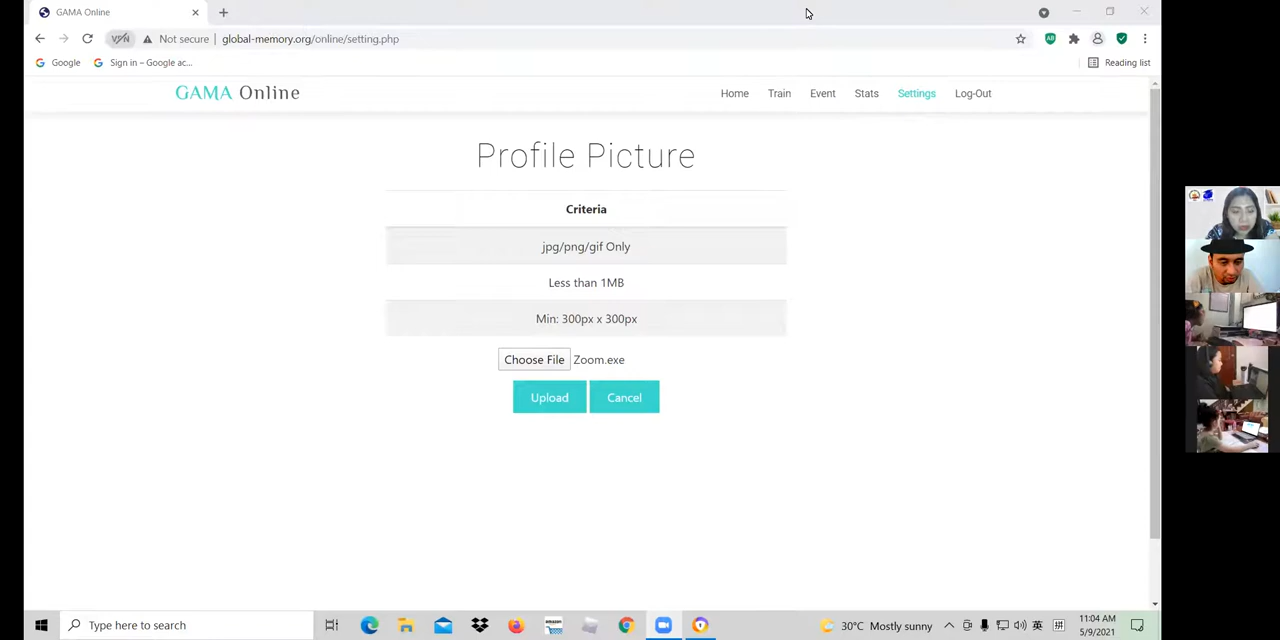 GAMA Online
Not secure | global-memory.org/online/setting.php
Google
Sign in – Google ac...
Reading list
GAMA Online
Home
Train
Event
Stats
Settings
Log-Out
Profile Picture
Criteria
jpg/png/gif Only
Less than 1MB
Min: 300px x 300px
Choose File Zoom.exe
Upload
Cancel
Type here to search
30°C Mostly sunny
英
拼
11:04 AM
5/9/2021